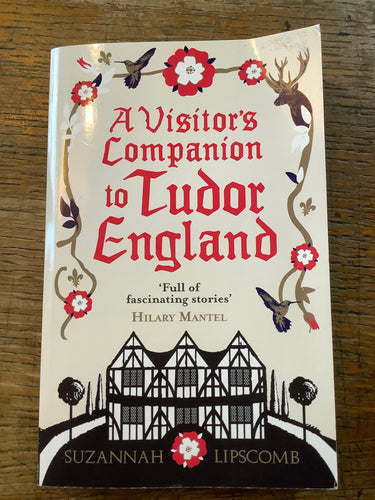 A Visitor's
Companion
to Tudor
England
'Full of
fascinating stories'
HILARY MANTEL
SUZANNAH LIPSCOMB